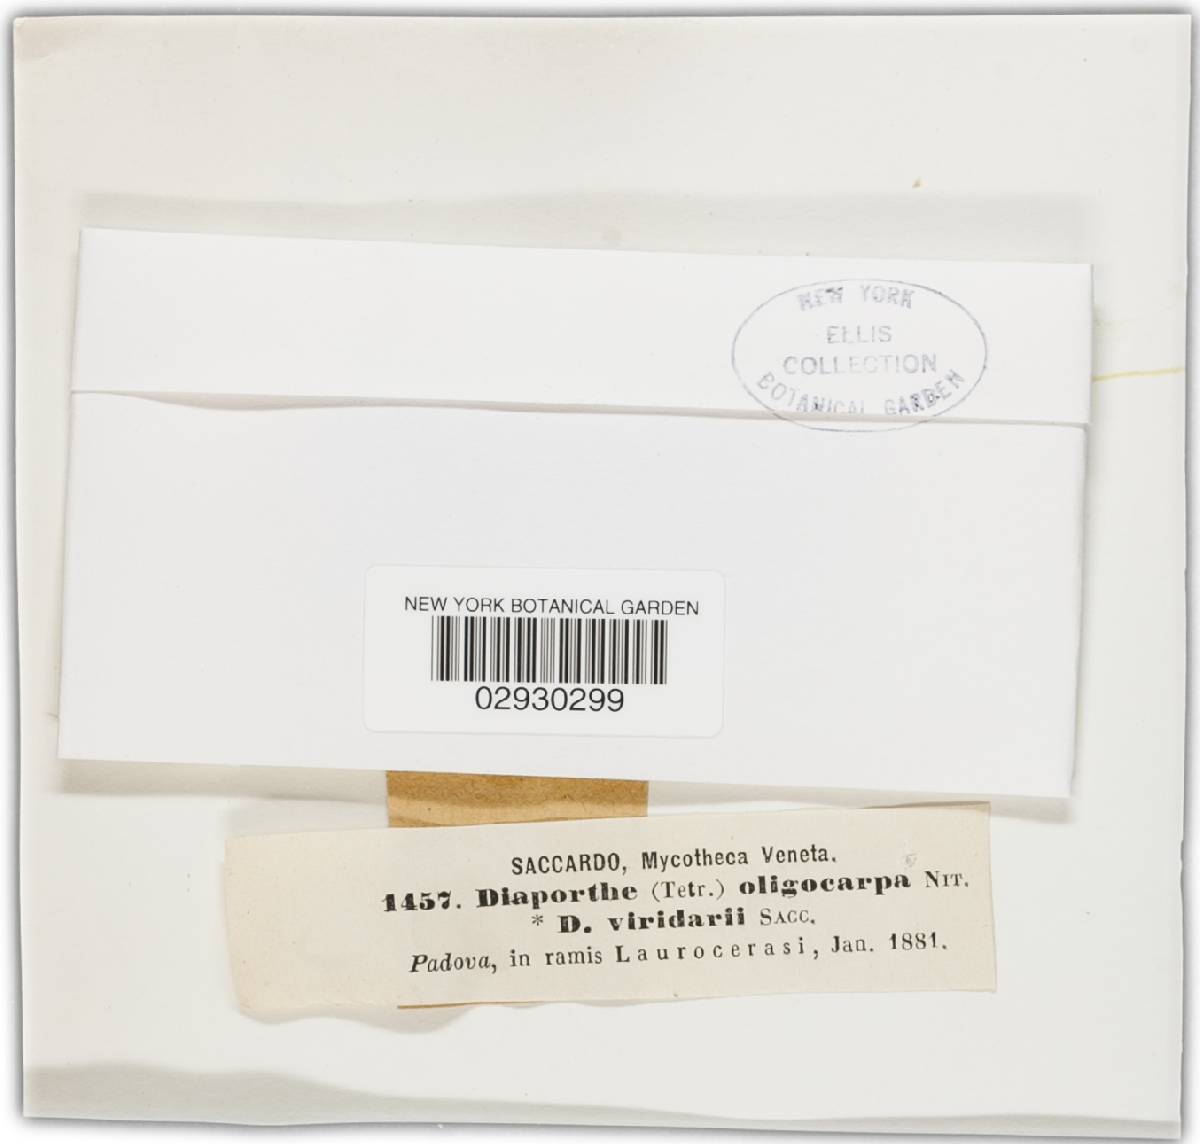 NEW YORK
ELLIS
COLLECTION
BOTANICAL GARDEN
NEW YORK BOTANICAL GARDEN
02930299
SACCARDO, Mycotheca Veneta.
1457. Diaporthe (Tetr.) oligocarpa NIT.
* D. viridarii SACC.
Padova, in ramis Laurocerasi, Jan. 1881.